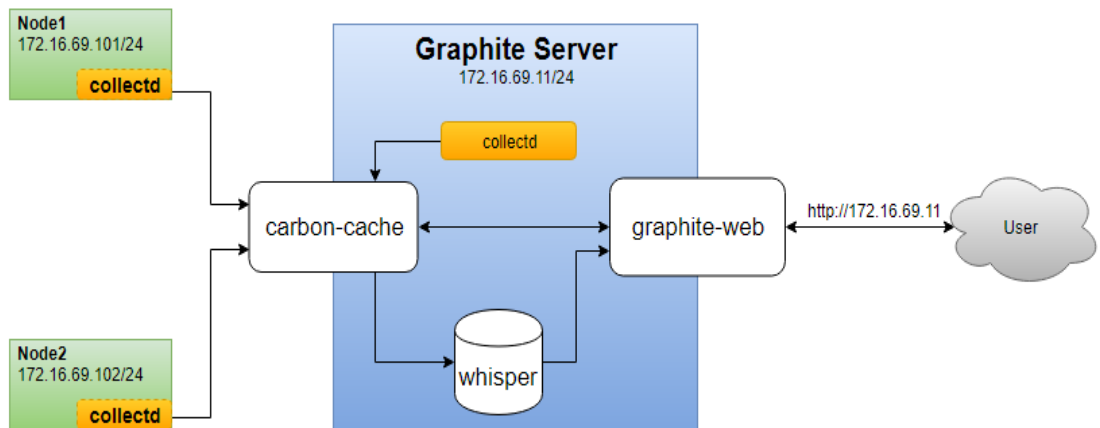 Node1
172.16.69.101/24
collectd
Graphite Server
172.16.69.11/24
collectd
carbon-cache
graphite-web
http://172.16.69.11
User
whisper
Node2
172.16.69.102/24
collectd